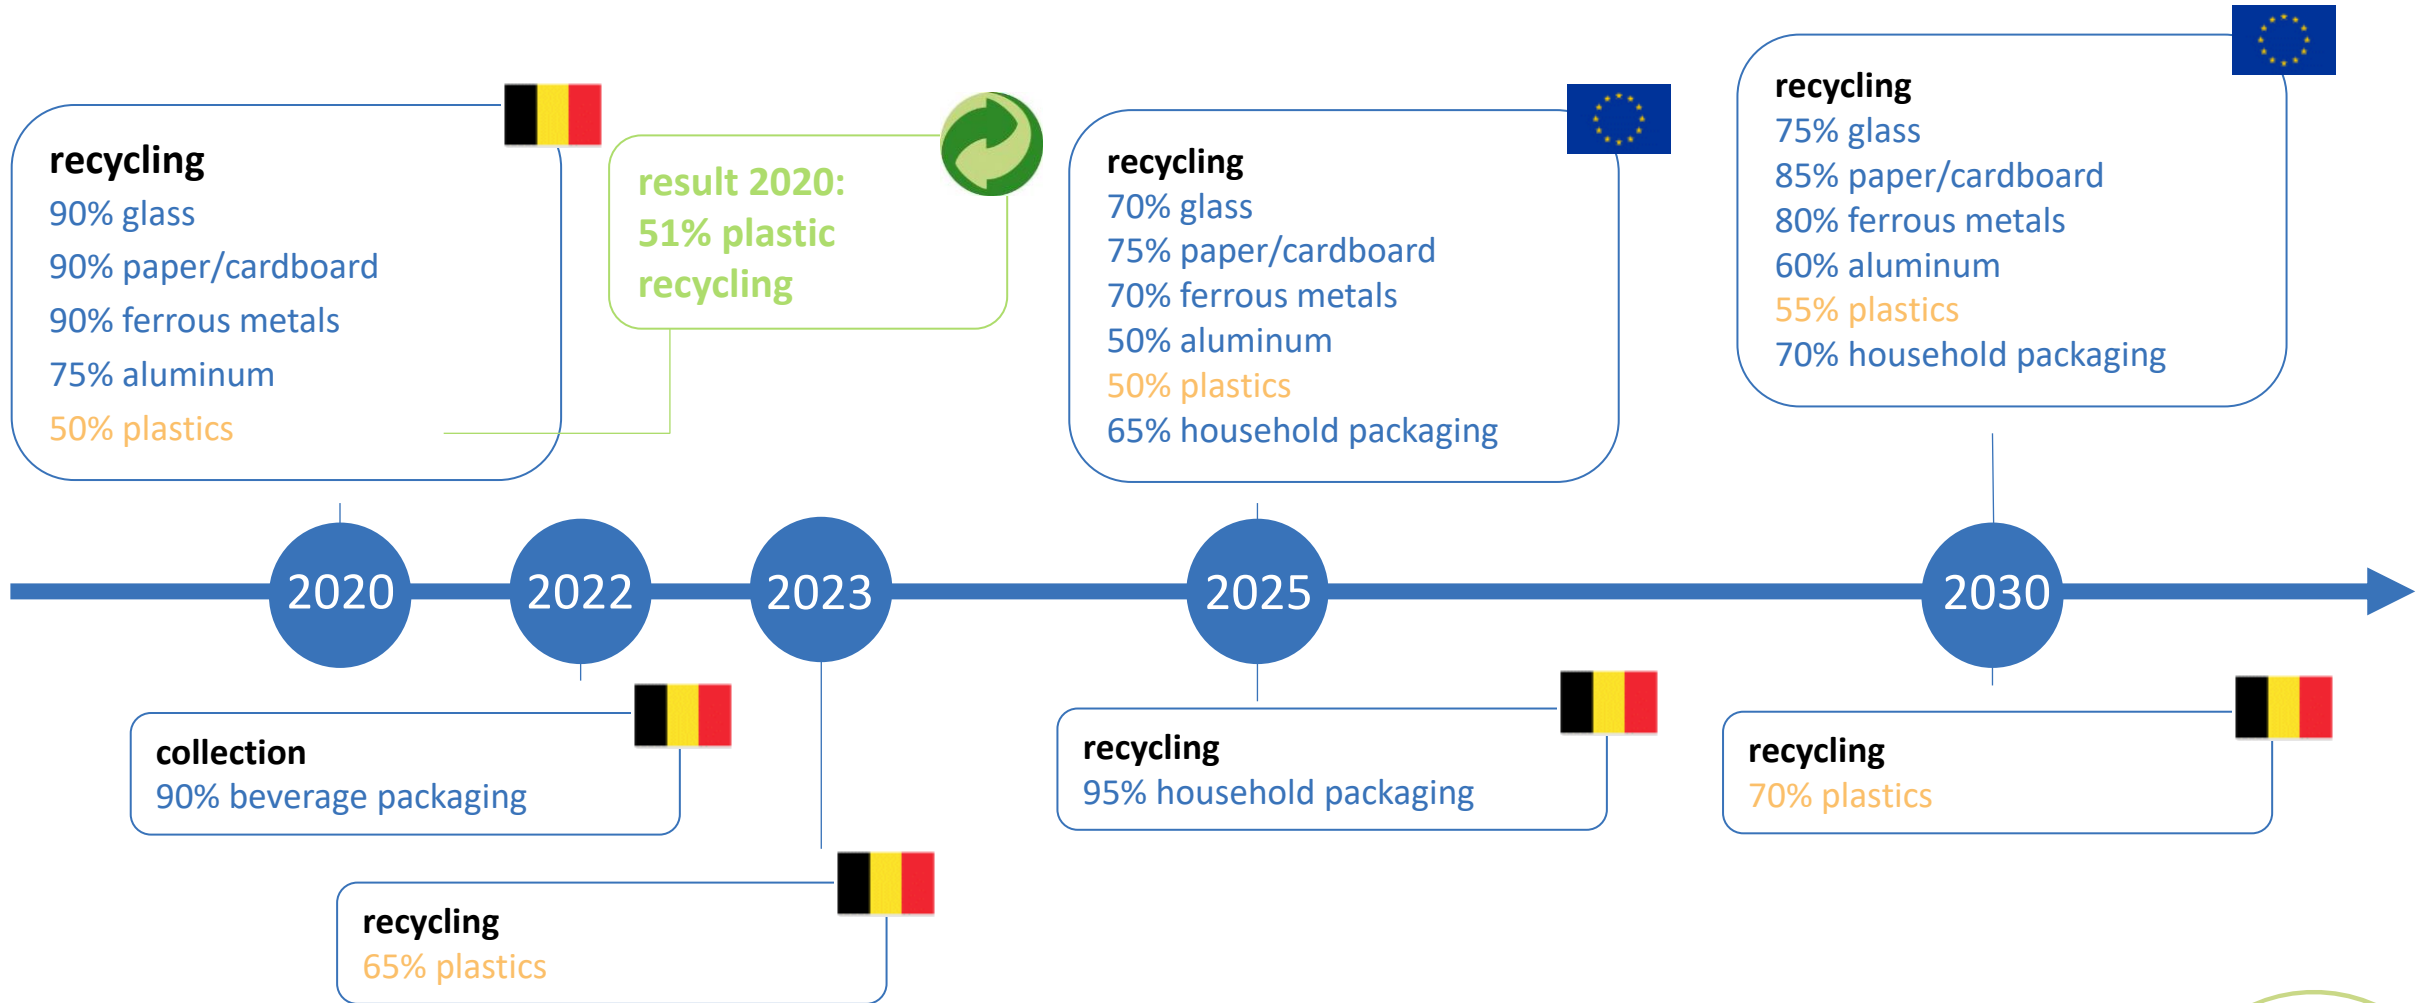 recycling
90% glass
90% paper/cardboard
90% ferrous metals
75% aluminum
50% plastics
result 2020:
51% plastic
recycling
recycling
70% glass
75% paper/cardboard
70% ferrous metals
50% aluminum
50% plastics
65% household packaging
recycling
75% glass
85% paper/cardboard
80% ferrous metals
60% aluminum
55% plastics
70% household packaging
2020
2022
2023
2025
2030
collection
90% beverage packaging
recycling
65% plastics
recycling
95% household packaging
recycling
70% plastics